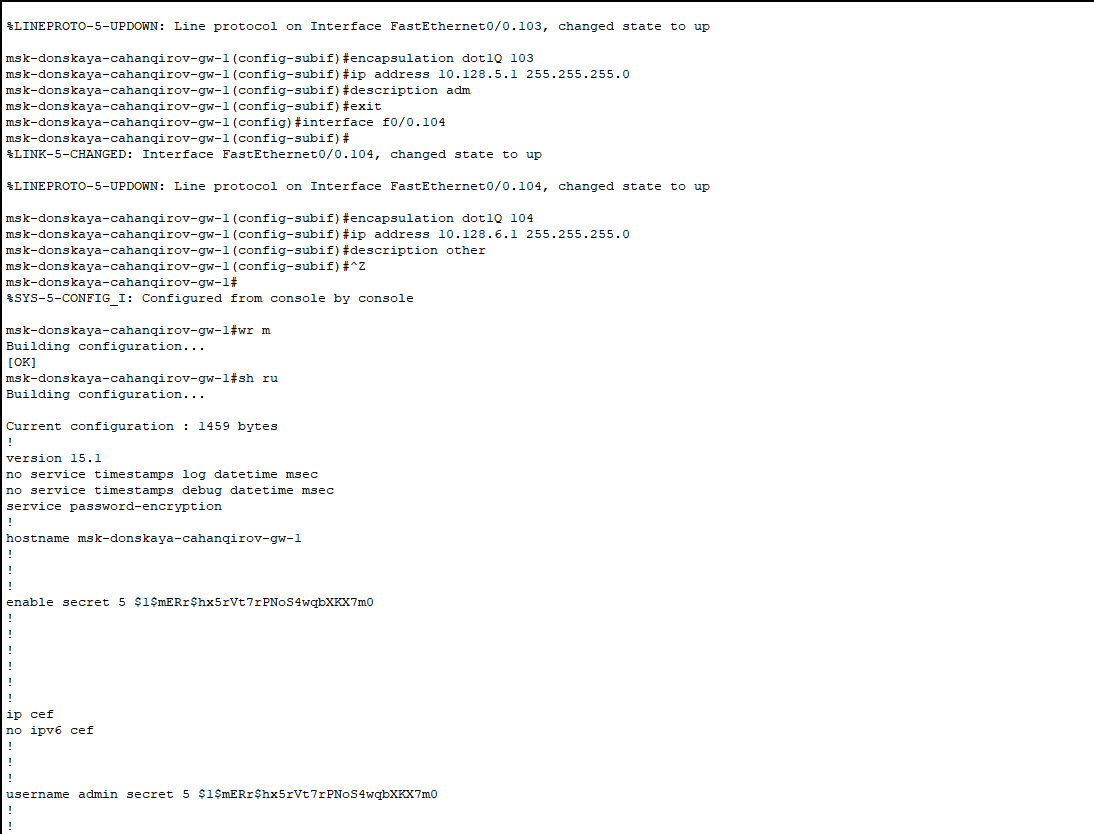 %LINEPROTO-5-UPDOWN: Line protocol on Interface FastEthernet0/0.103, changed state to up
msk-donskaya-cahanqirov-gw-1(config-subif)#encapsulation dot1Q 103
msk-donskaya-cahanqirov-gw-1(config-subif)#ip address 10.128.5.1 255.255.255.0
msk-donskaya-cahanqirov-gw-1(config-subif)#description adm
msk-donskaya-cahanqirov-gw-1(config-subif)#exit
msk-donskaya-cahanqirov-gw-1(config)#interface f0/0.104
msk-donskaya-cahanqirov-gw-1(config-subif)#
%LINK-5-CHANGED: Interface FastEthernet0/0.104, changed state to up
%LINEPROTO-5-UPDOWN: Line protocol on Interface FastEthernet0/0.104, changed state to up
msk-donskaya-cahanqirov-gw-1(config-subif)#encapsulation dot1Q 104
msk-donskaya-cahanqirov-gw-1(config-subif)#ip address 10.128.6.1 255.255.255.0
msk-donskaya-cahanqirov-gw-1(config-subif)#description other
msk-donskaya-cahanqirov-gw-1(config-subif)#^Z
msk-donskaya-cahanqirov-gw-1#
%SYS-5-CONFIG_I: Configured from console by console
msk-donskaya-cahanqirov-gw-1#wr m
Building configuration...
[OK]
msk-donskaya-cahanqirov-gw-1#sh ru
Building configuration...
Current configuration : 1459 bytes
!
version 15.1
no service timestamps log datetime msec
no service timestamps debug datetime msec
service password-encryption
!
hostname msk-donskaya-cahanqirov-gw-1
!
!
!
enable secret 5 $1$mERr$hx5rVt7rPNoS4wqbXKX7m0
!
!
!
!
!
!
ip cef
no ipv6 cef
!
!
!
username admin secret 5 $1$mERr$hx5rVt7rPNoS4wqbXKX7m0
!
!